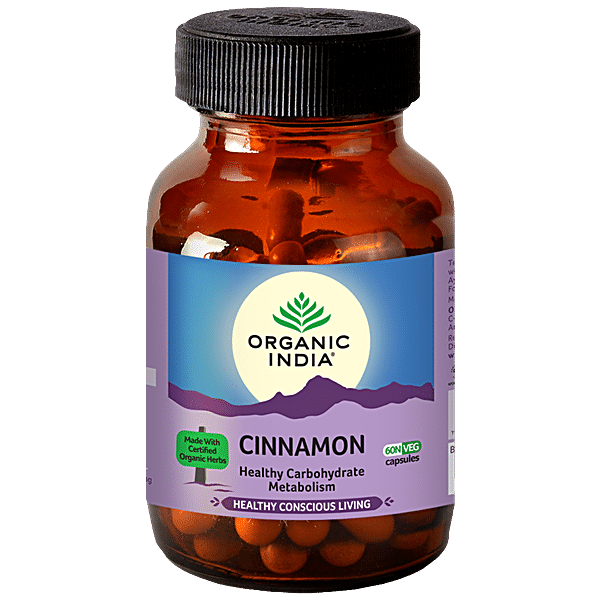 ORGANIC
INDIA®
Made With
Certified
Organic Herbs
CINNAMON
Healthy Carbohydrate
Metabolism
60N VEG
capsules
HEALTHY CONSCIOUS LIVING